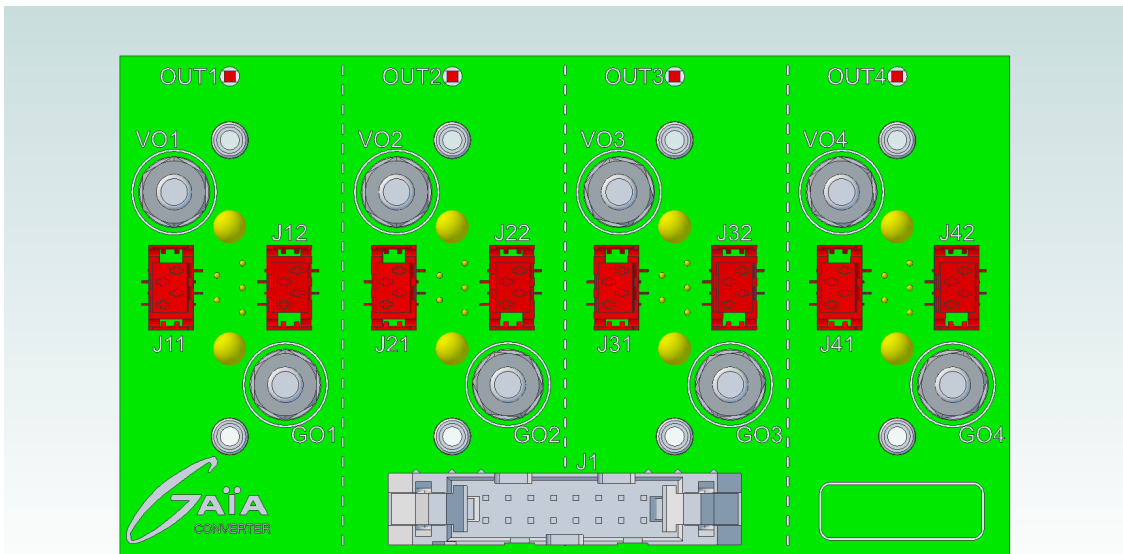 OUT1 OUT2 OUT3 OUT4
VO1 VO2 VO3 VO4
J12 J22 J32 J42
J11 J21 J31 J41
GO1 GO2 GO3 GO4
J1
GAÏA
CONVERTER